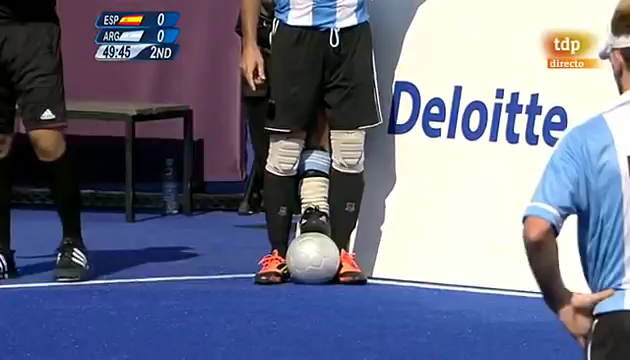 ESP 0
ARG 0
49:45 2ND
tdp
directo
Deloitte